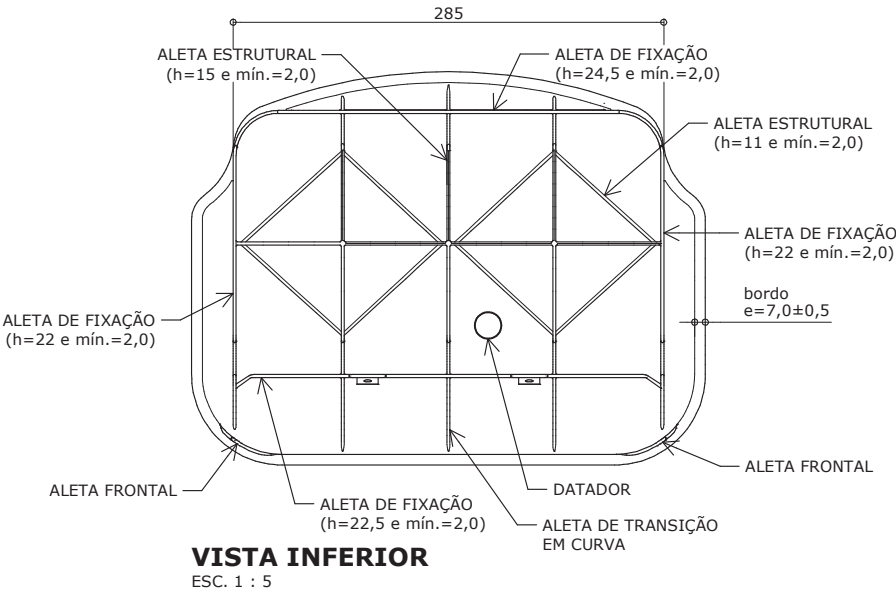 285
ALETA ESTRUTURAL
(h=15 e mín.=2,0)
ALETA DE FIXAÇÃO
(h=24,5 e mín.=2,0)
ALETA ESTRUTURAL
(h=11 e mín.=2,0)
ALETA DE FIXAÇÃO
(h=22 e mín.=2,0)
bordo
e=7,0±0,5
ALETA DE FIXAÇÃO
(h=22 e mín.=2,0)
ALETA FRONTAL
ALETA FRONTAL
ALETA DE FIXAÇÃO
(h=22,5 e mín.=2,0)
DATADOR
ALETA DE TRANSIÇÃO
EM CURVA
VISTA INFERIOR
ESC. 1 : 5